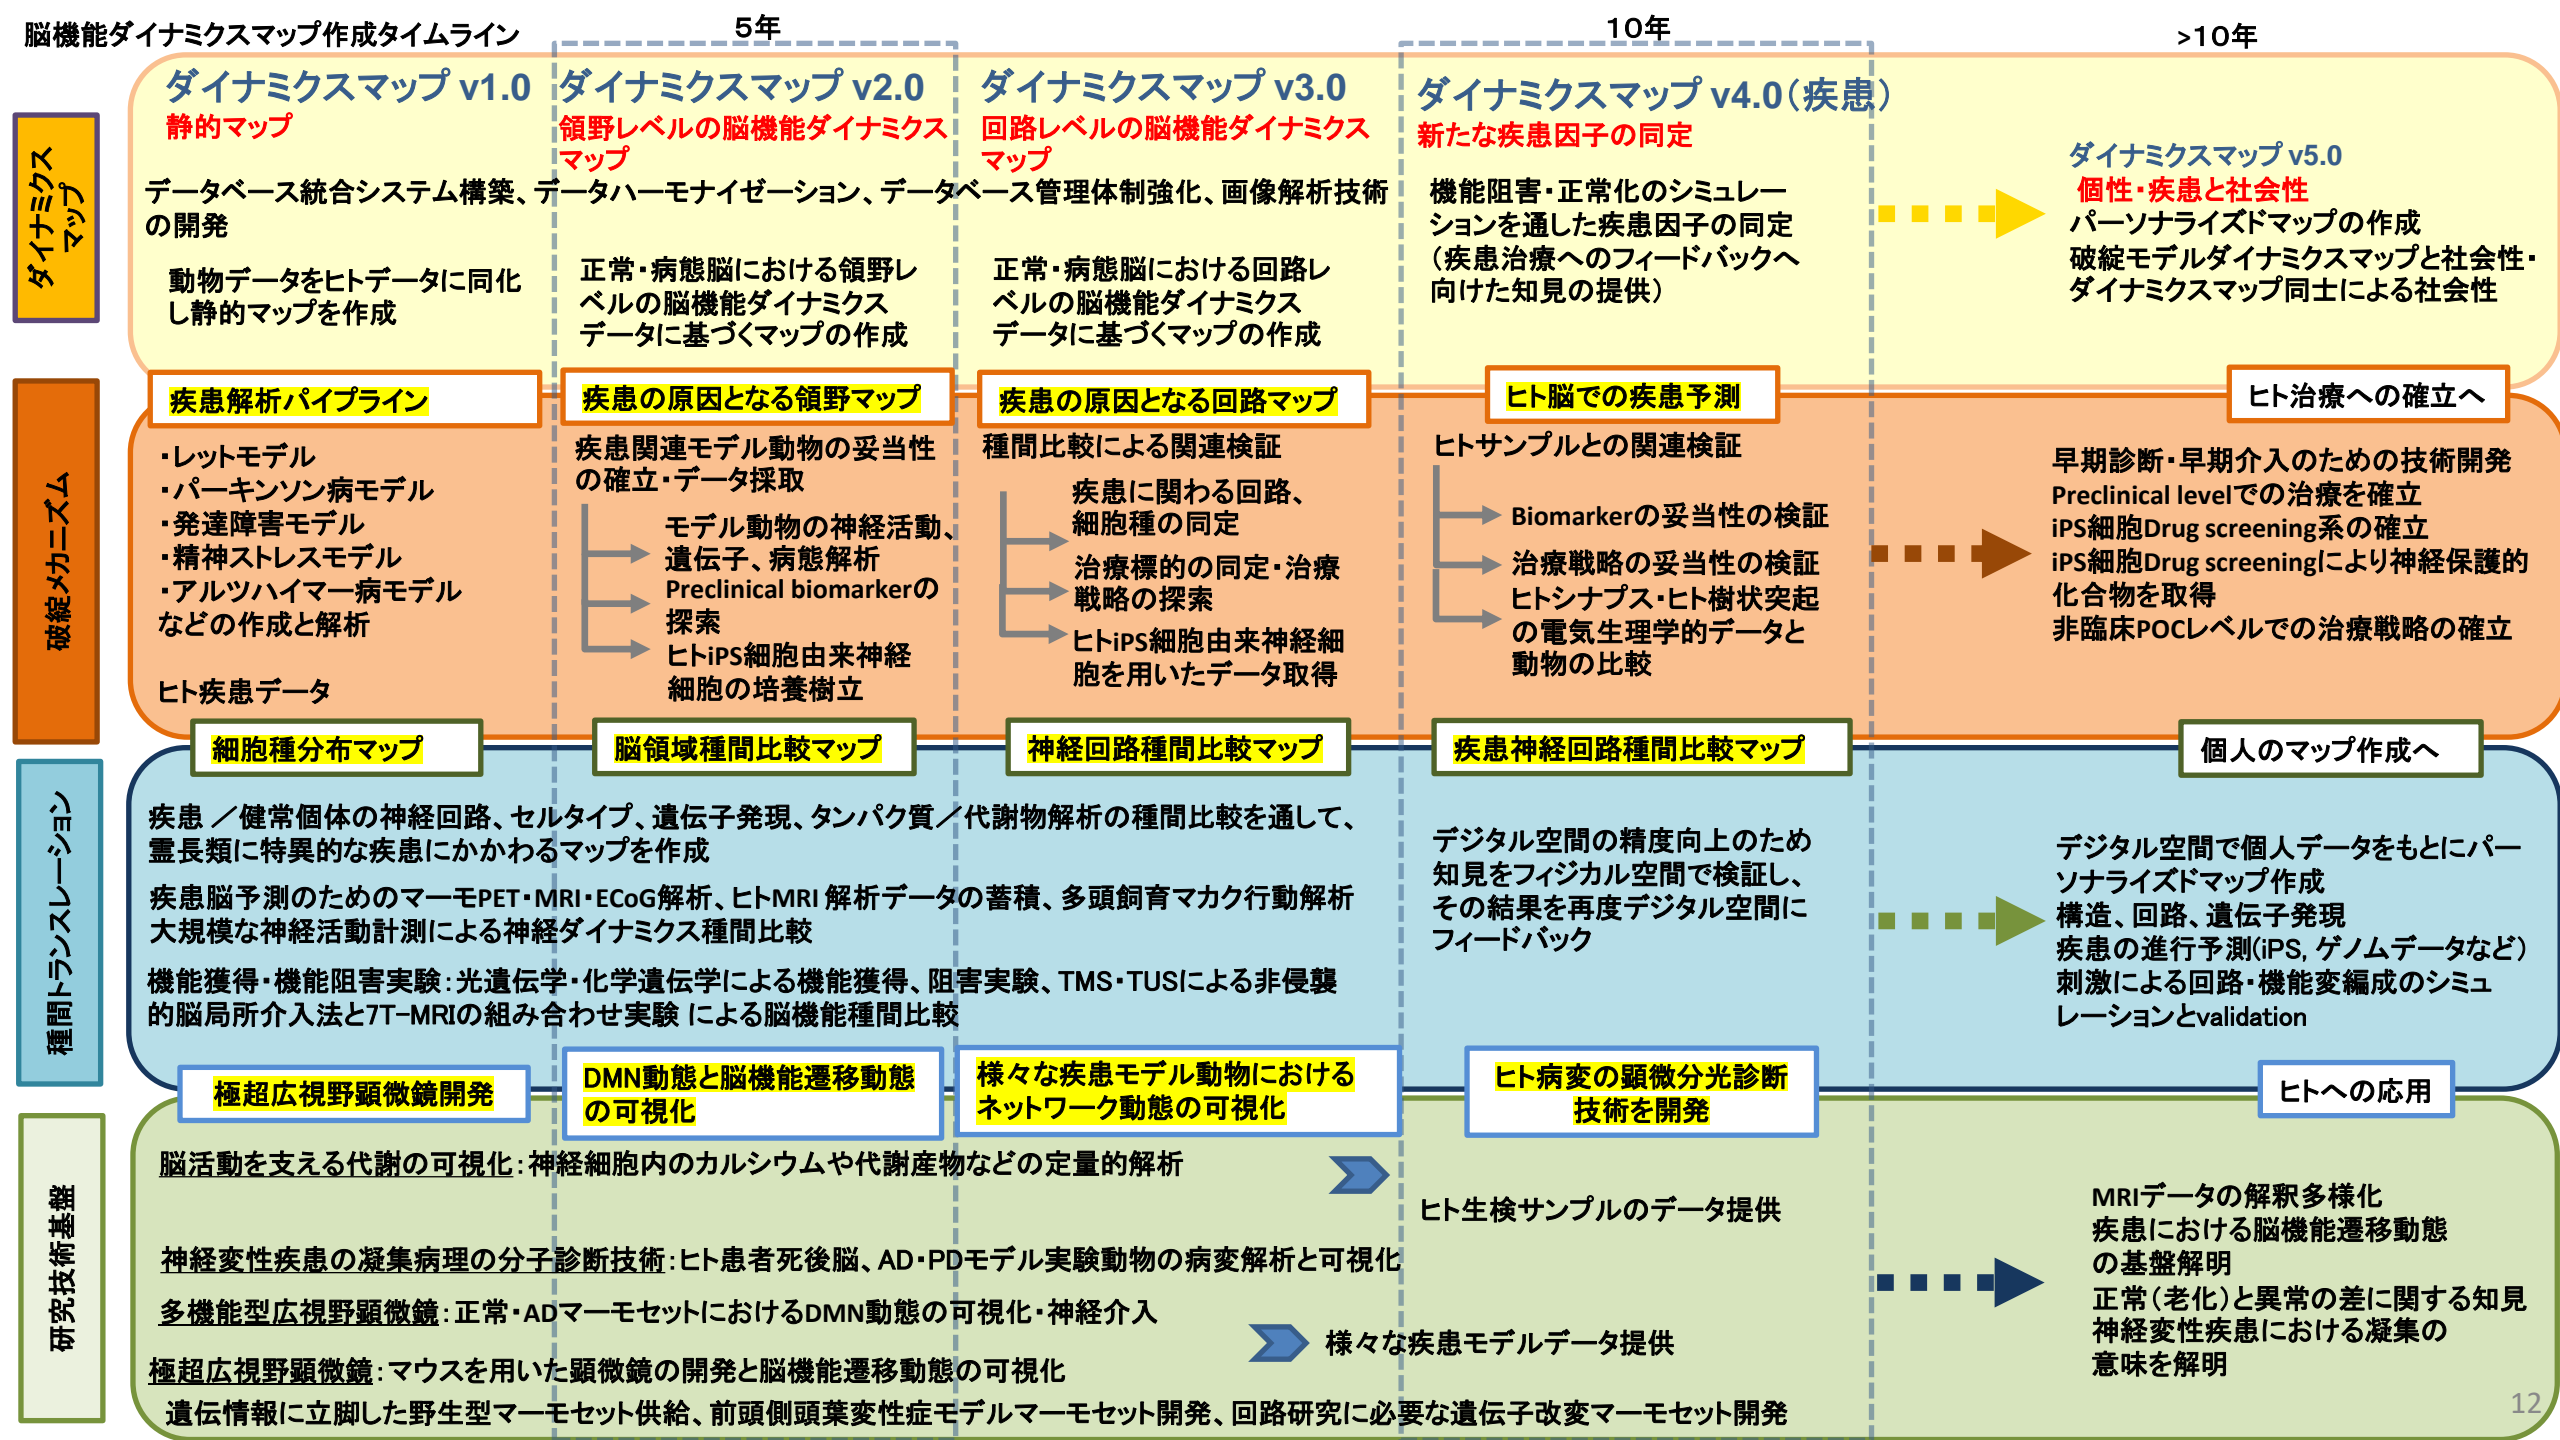 脳機能ダイナミクスマップ作成タイムライン
5年
10年
>10年
ダイナミクス
マップ
ダイナミクスマップ v1.0
静的マップ
ダイナミクスマップ v2.0
領野レベルの脳機能ダイナミクス
マップ
ダイナミクスマップ v3.0
回路レベルの脳機能ダイナミクス
マップ
ダイナミクスマップ v4.0（疾患）
新たな疾患因子の同定
データベース統合システム構築、データハーモナイゼーション、データベース管理体制強化、画像解析技術
の開発
動物データをヒトデータに同化
し静的マップを作成
正常・病態脳における領野レ
ベルの脳機能ダイナミクス
データに基づくマップの作成
正常・病態脳における回路レ
ベルの脳機能ダイナミクス
データに基づくマップの作成
機能阻害・正常化のシミュレー
ションを通した疾患因子の同定
（疾患治療へのフィードバックへ
向けた知見の提供）
ダイナミクスマップ v5.0
個性・疾患と社会性
パーソナライズドマップの作成
破綻モデルダイナミクスマップと社会性・
ダイナミクスマップ同士による社会性
破綻メカニズム
疾患解析パイプライン
疾患の原因となる領野マップ
疾患の原因となる回路マップ
ヒト脳での疾患予測
ヒト治療への確立へ
・レットモデル
・パーキンソン病モデル
・発達障害モデル
・精神ストレスモデル
・アルツハイマー病モデル
などの作成と解析
ヒト疾患データ
疾患関連モデル動物の妥当性
の確立・データ採取
モデル動物の神経活動、
遺伝子、病態解析
Preclinical biomarkerの
探索
ヒトiPS細胞由来神経
細胞の培養樹立
種間比較による関連検証
疾患に関わる回路、
細胞種の同定
治療標的の同定・治療
戦略の探索
ヒトiPS細胞由来神経細
胞を用いたデータ取得
ヒトサンプルとの関連検証
Biomarkerの妥当性の検証
治療戦略の妥当性の検証
ヒトシナプス・ヒト樹状突起
の電気生理学的データと
動物の比較
早期診断・早期介入のための技術開発
Preclinical levelでの治療を確立
iPS細胞Drug screening系の確立
iPS細胞Drug screeningにより神経保護的
化合物を取得
非臨床POCレベルでの治療戦略の確立
種間トランスレーション
細胞種分布マップ
脳領域種間比較マップ
神経回路種間比較マップ
疾患神経回路種間比較マップ
個人のマップ作成へ
疾患 ／健常個体の神経回路、セルタイプ、遺伝子発現、タンパク質／代謝物解析の種間比較を通して、
霊長類に特異的な疾患にかかわるマップを作成
疾患脳予測のためのマーモPET・MRI・ECoG解析、ヒトMRI 解析データの蓄積、多頭飼育マカク行動解析
大規模な神経活動計測による神経ダイナミクス種間比較
機能獲得・機能阻害実験：光遺伝学・化学遺伝学による機能獲得、阻害実験、TMS・TUSによる非侵襲
的脳局所介入法と7T-MRIの組み合わせ実験 による脳機能種間比較
デジタル空間の精度向上のため
知見をフィジカル空間で検証し、
その結果を再度デジタル空間に
フィードバック
デジタル空間で個人データをもとにパー
ソナライズドマップ作成
構造、回路、遺伝子発現
疾患の進行予測(iPS, ゲノムデータなど）
刺激による回路・機能変編成のシミュ
レーションとvalidation
研究技術基盤
極超広視野顕微鏡開発
DMN動態と脳機能遷移動態
の可視化
様々な疾患モデル動物における
ネットワーク動態の可視化
ヒト病変の顕微分光診断
技術を開発
ヒトへの応用
脳活動を支える代謝の可視化：神経細胞内のカルシウムや代謝産物などの定量的解析
ヒト生検サンプルのデータ提供
神経変性疾患の凝集病理の分子診断技術：ヒト患者死後脳、AD・PDモデル実験動物の病変解析と可視化
多機能型広視野顕微鏡：正常・ADマーモセットにおけるDMN動態の可視化・神経介入
様々な疾患モデルデータ提供
極超広視野顕微鏡：マウスを用いた顕微鏡の開発と脳機能遷移動態の可視化
遺伝情報に立脚した野生型マーモセット供給、前頭側頭葉変性症モデルマーモセット開発、回路研究に必要な遺伝子改変マーモセット開発
MRIデータの解釈多様化
疾患における脳機能遷移動態
の基盤解明
正常（老化）と異常の差に関する知見
神経変性疾患における凝集の
意味を解明
12